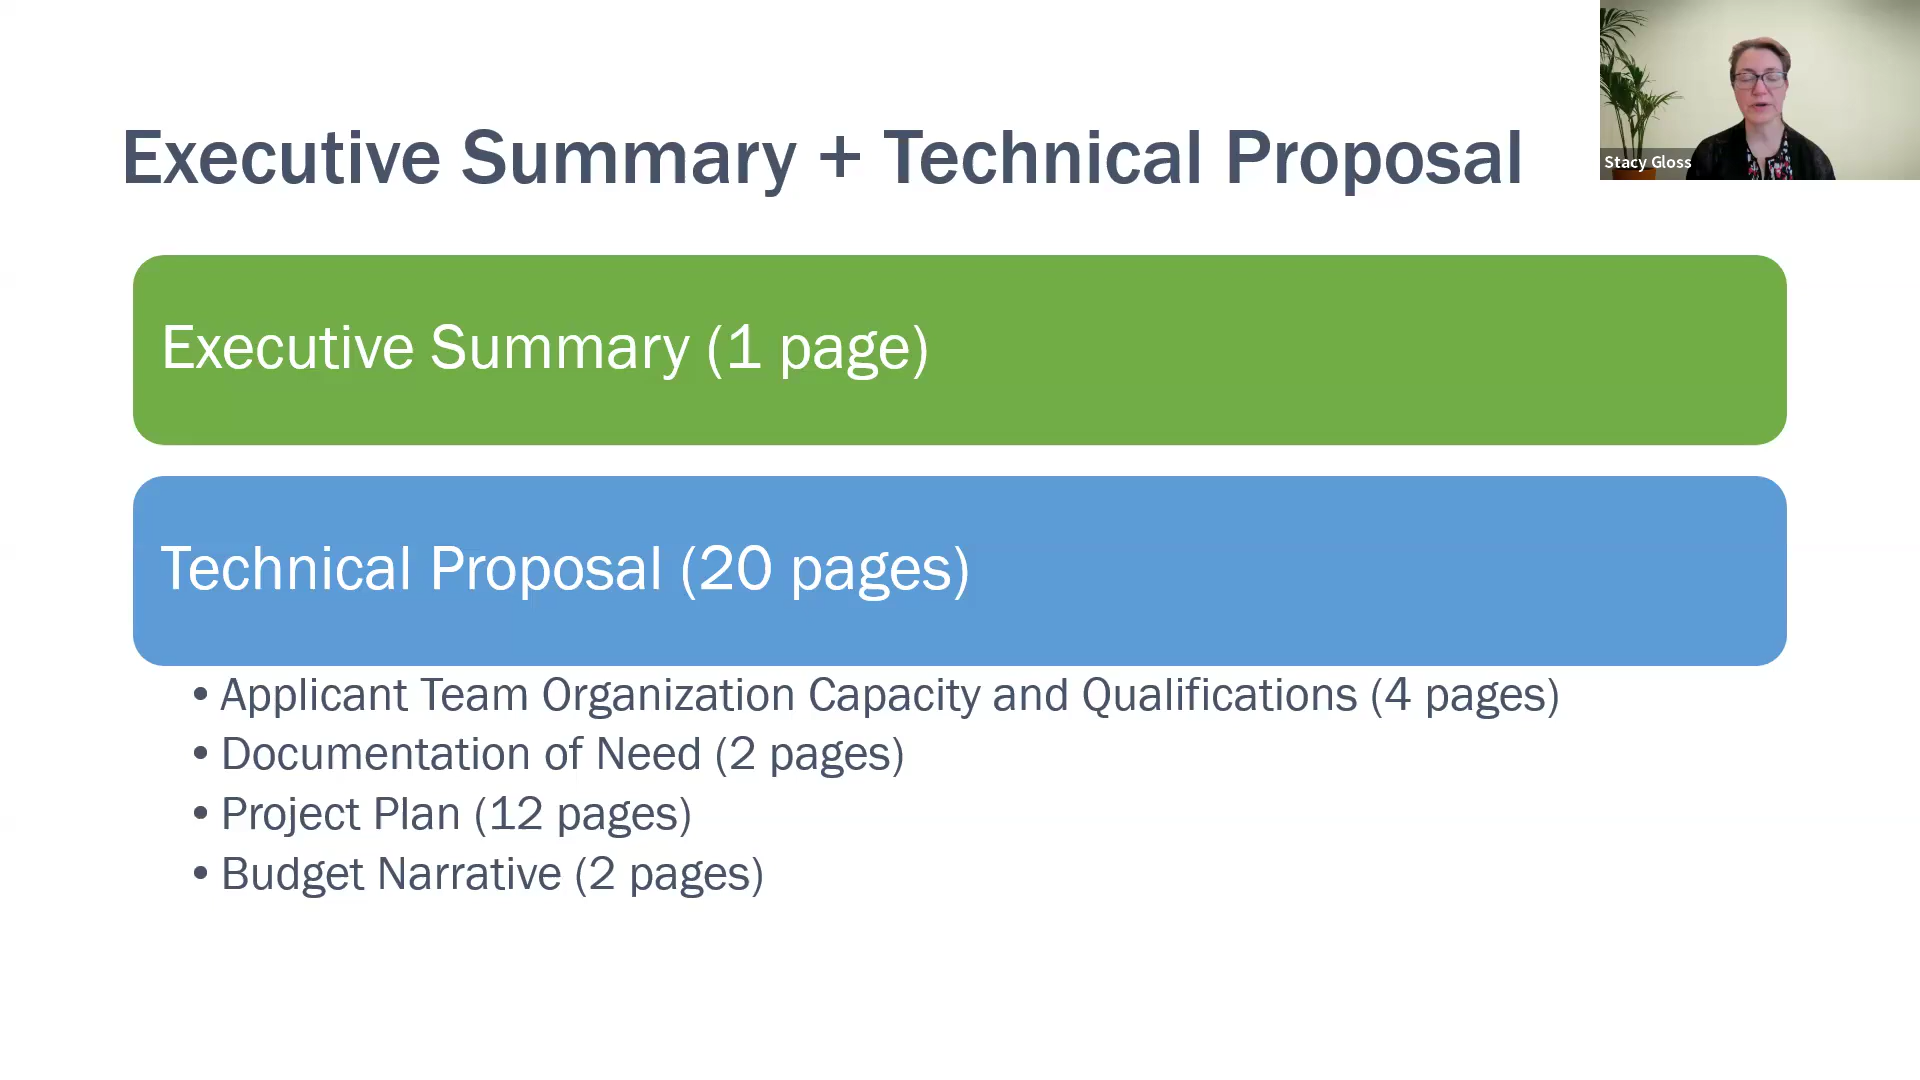 Executive Summary + Technical Proposal
Stacy Gloss
Executive Summary (1 page)
Technical Proposal (20 pages)
• Applicant Team Organization Capacity and Qualifications (4 pages)
• Documentation of Need (2 pages)
• Project Plan (12 pages)
• Budget Narrative (2 pages)